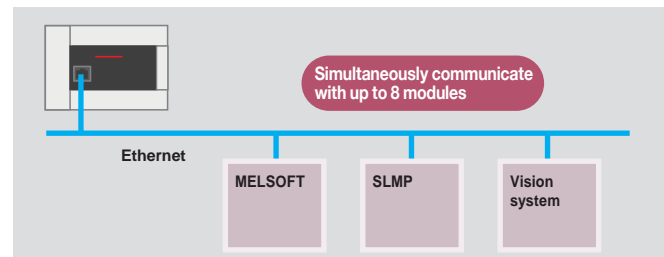 Simultaneously communicate
with up to 8 modules
Ethernet
MELSOFT
SLMP
Vision
system